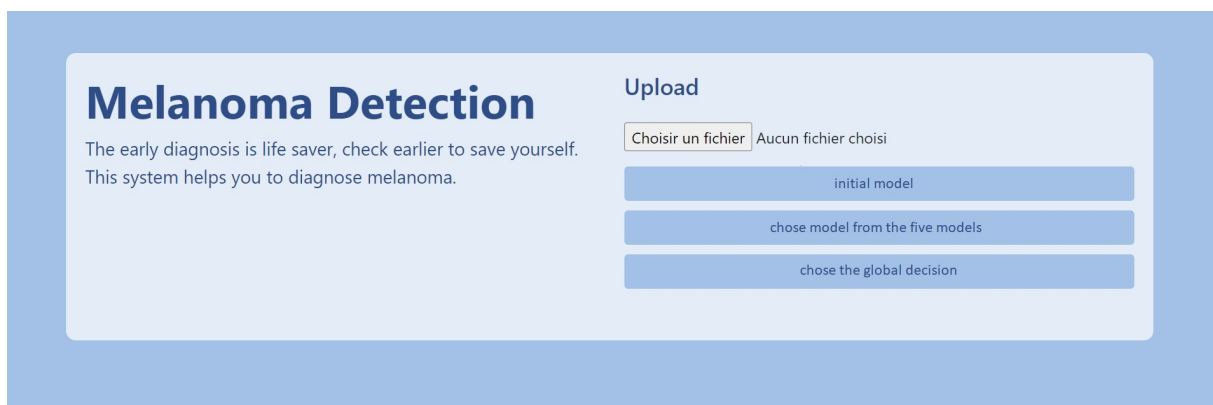 Melanoma Detection
The early diagnosis is life saver, check earlier to save yourself.
This system helps you to diagnose melanoma.
Upload
Choisir un fichier Aucun fichier choisi
initial model
chose model from the five models
chose the global decision